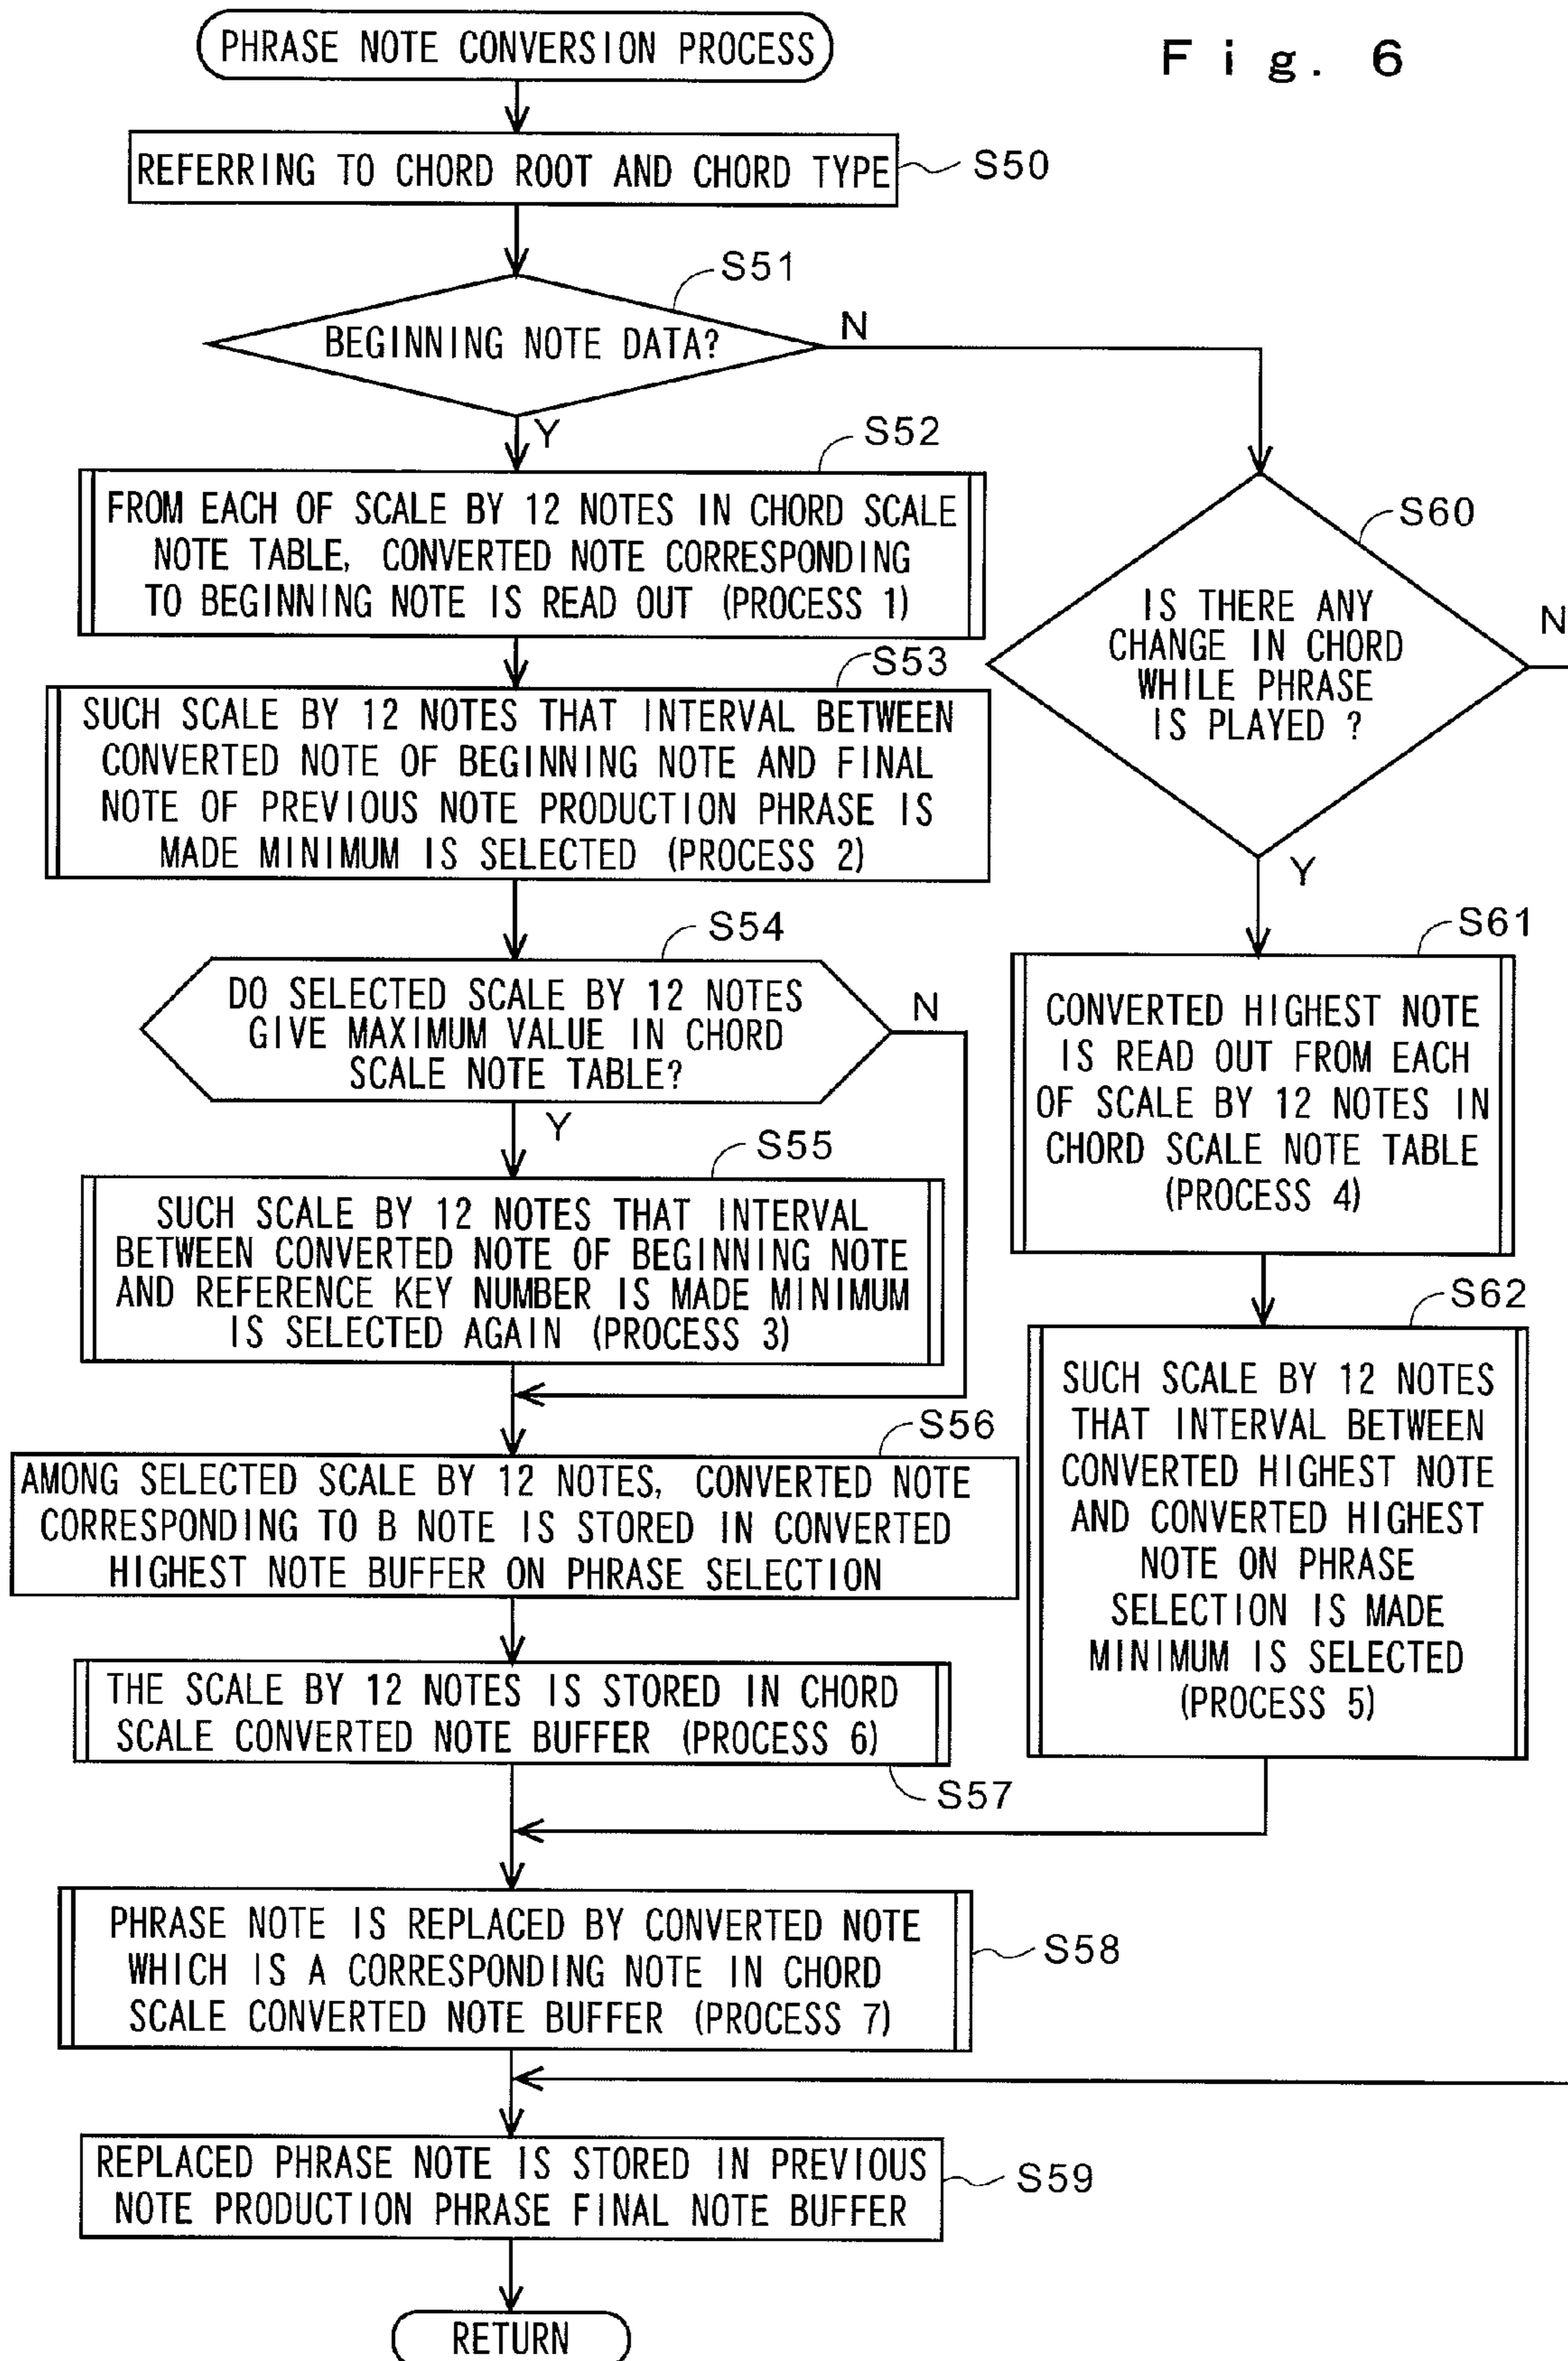 Fig. 6
PHRASE NOTE CONVERSION PROCESS
REFERRING TO CHORD ROOT AND CHORD TYPE
S50
S51
BEGINNING NOTE DATA?
N
Y
S52
FROM EACH OF SCALE BY 12 NOTES IN CHORD SCALE
NOTE TABLE, CONVERTED NOTE CORRESPONDING
TO BEGINNING NOTE IS READ OUT (PROCESS 1)
S53
SUCH SCALE BY 12 NOTES THAT INTERVAL BETWEEN
CONVERTED NOTE OF BEGINNING NOTE AND FINAL
NOTE OF PREVIOUS NOTE PRODUCTION PHRASE IS
MADE MINIMUM IS SELECTED (PROCESS 2)
S54
DO SELECTED SCALE BY 12 NOTES
GIVE MAXIMUM VALUE IN CHORD
SCALE NOTE TABLE?
N
Y
S55
SUCH SCALE BY 12 NOTES THAT INTERVAL
BETWEEN CONVERTED NOTE OF BEGINNING NOTE
AND REFERENCE KEY NUMBER IS MADE MINIMUM
IS SELECTED AGAIN (PROCESS 3)
S56
AMONG SELECTED SCALE BY 12 NOTES, CONVERTED NOTE
CORRESPONDING TO B NOTE IS STORED IN CONVERTED
HIGHEST NOTE BUFFER ON PHRASE SELECTION
THE SCALE BY 12 NOTES IS STORED IN CHORD
SCALE CONVERTED NOTE BUFFER (PROCESS 6)
S57
S60
IS THERE ANY
CHANGE IN CHORD
WHILE PHRASE
IS PLAYED ?
N
Y
S61
CONVERTED HIGHEST NOTE
IS READ OUT FROM EACH
OF SCALE BY 12 NOTES IN
CHORD SCALE NOTE TABLE
(PROCESS 4)
S62
SUCH SCALE BY 12 NOTES
THAT INTERVAL BETWEEN
CONVERTED HIGHEST NOTE
AND CONVERTED HIGHEST
NOTE ON PHRASE
SELECTION IS MADE
MINIMUM IS SELECTED
(PROCESS 5)
PHRASE NOTE IS REPLACED BY CONVERTED NOTE
WHICH IS A CORRESPONDING NOTE IN CHORD
SCALE CONVERTED NOTE BUFFER (PROCESS 7)
S58
REPLACED PHRASE NOTE IS STORED IN PREVIOUS
NOTE PRODUCTION PHRASE FINAL NOTE BUFFER
S59
RETURN